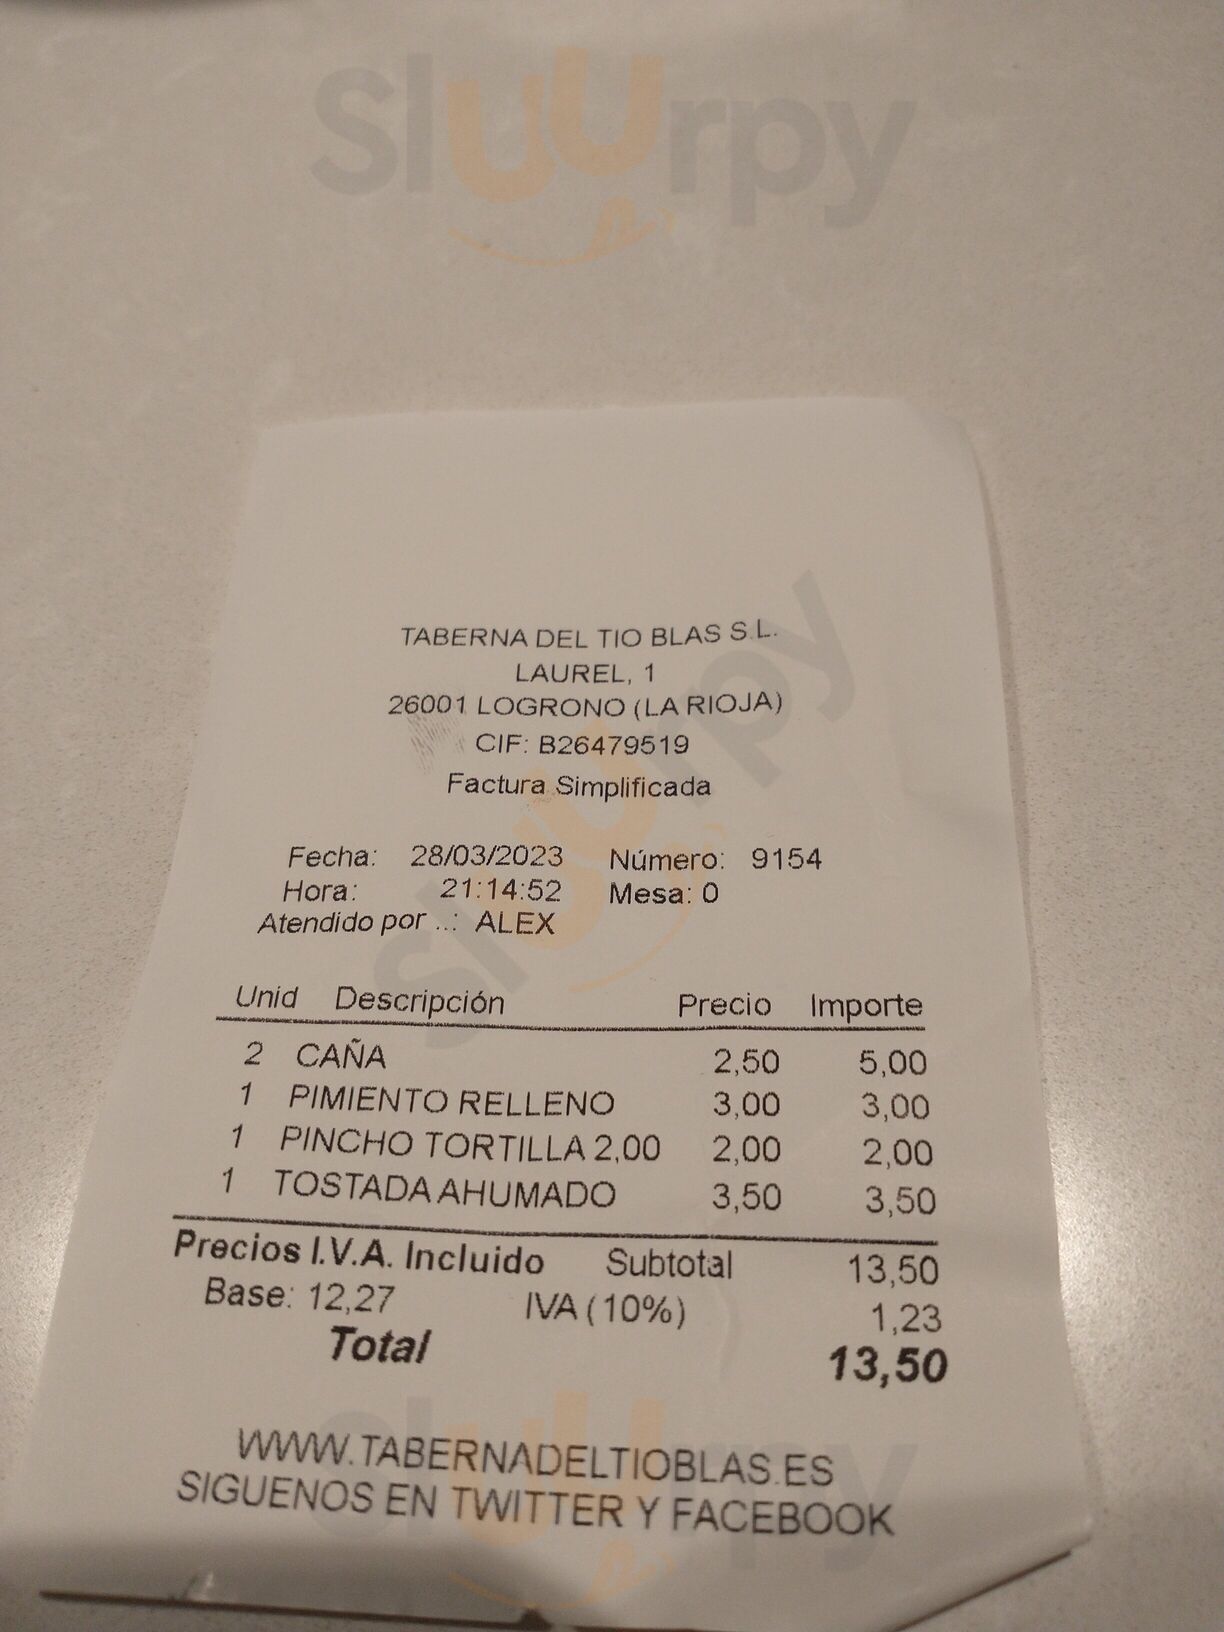 Sluurpy
TABERNA DEL TIO BLAS S.L.
LAUREL, 1
26001 LOGRONO (LA RIOJA)
CIF: B26479519
Factura Simplificada
Fecha: 28/03/2023 Número: 9154
Hora: 21:14:52 Mesa: 0
Atendido por ..: ALEX
Sluurpy
Unid Descripción Precio Importe
2 CAÑA 2,50 5,00
1 PIMIENTO RELLENO 3,00 3,00
1 PINCHO TORTILLA 2,00 2,00 2,00
1 TOSTADA AHUMADO 3,50 3,50
Precios I.V.A. Incluido Subtotal 13,50
Base: 12,27 IVA (10%) 1,23
Total 13,50
Sluurpy
WWW.TABERNADELTIOBLAS.ES
SIGUENOS EN TWITTER Y FACEBOOK